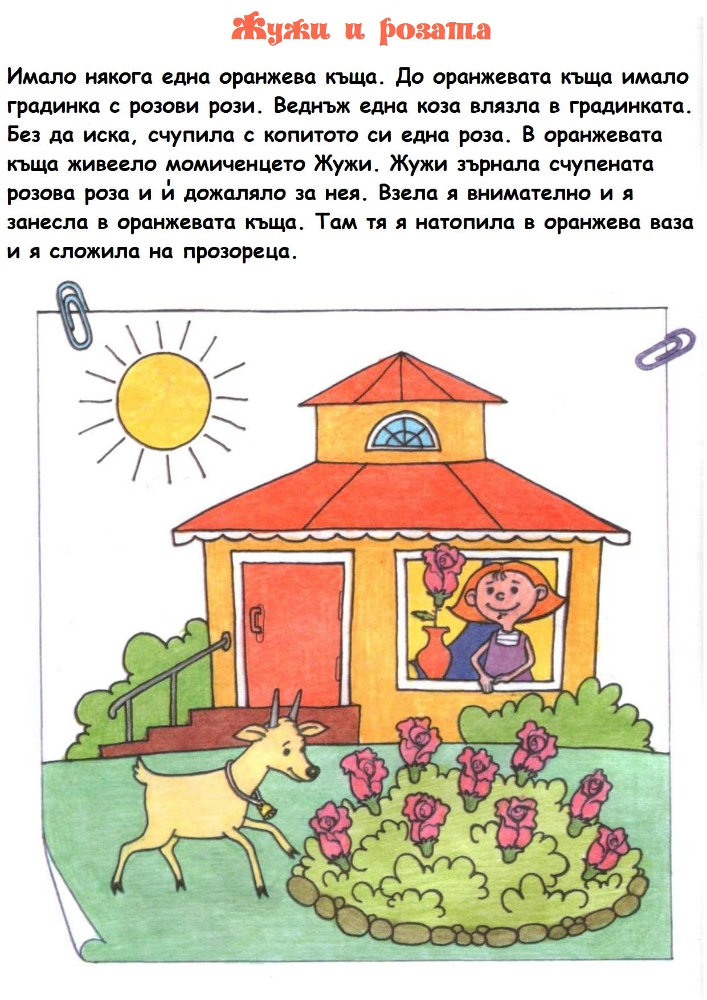 Жужи и розата
Имало някога една оранжева къща. До оранжевата къща имало
градинка с розови рози. Веднъж една коза влязла в градинката.
Без да иска, счупила с копитото си една роза. В оранжевата
къща живеело момиченцето Жужи. Жужи зърнала счупената
розова роза и ѝ дожаляло за нея. Взела я внимателно и я
занесла в оранжевата къща. Там тя я натопила в оранжева ваза
и я сложила на прозореца.